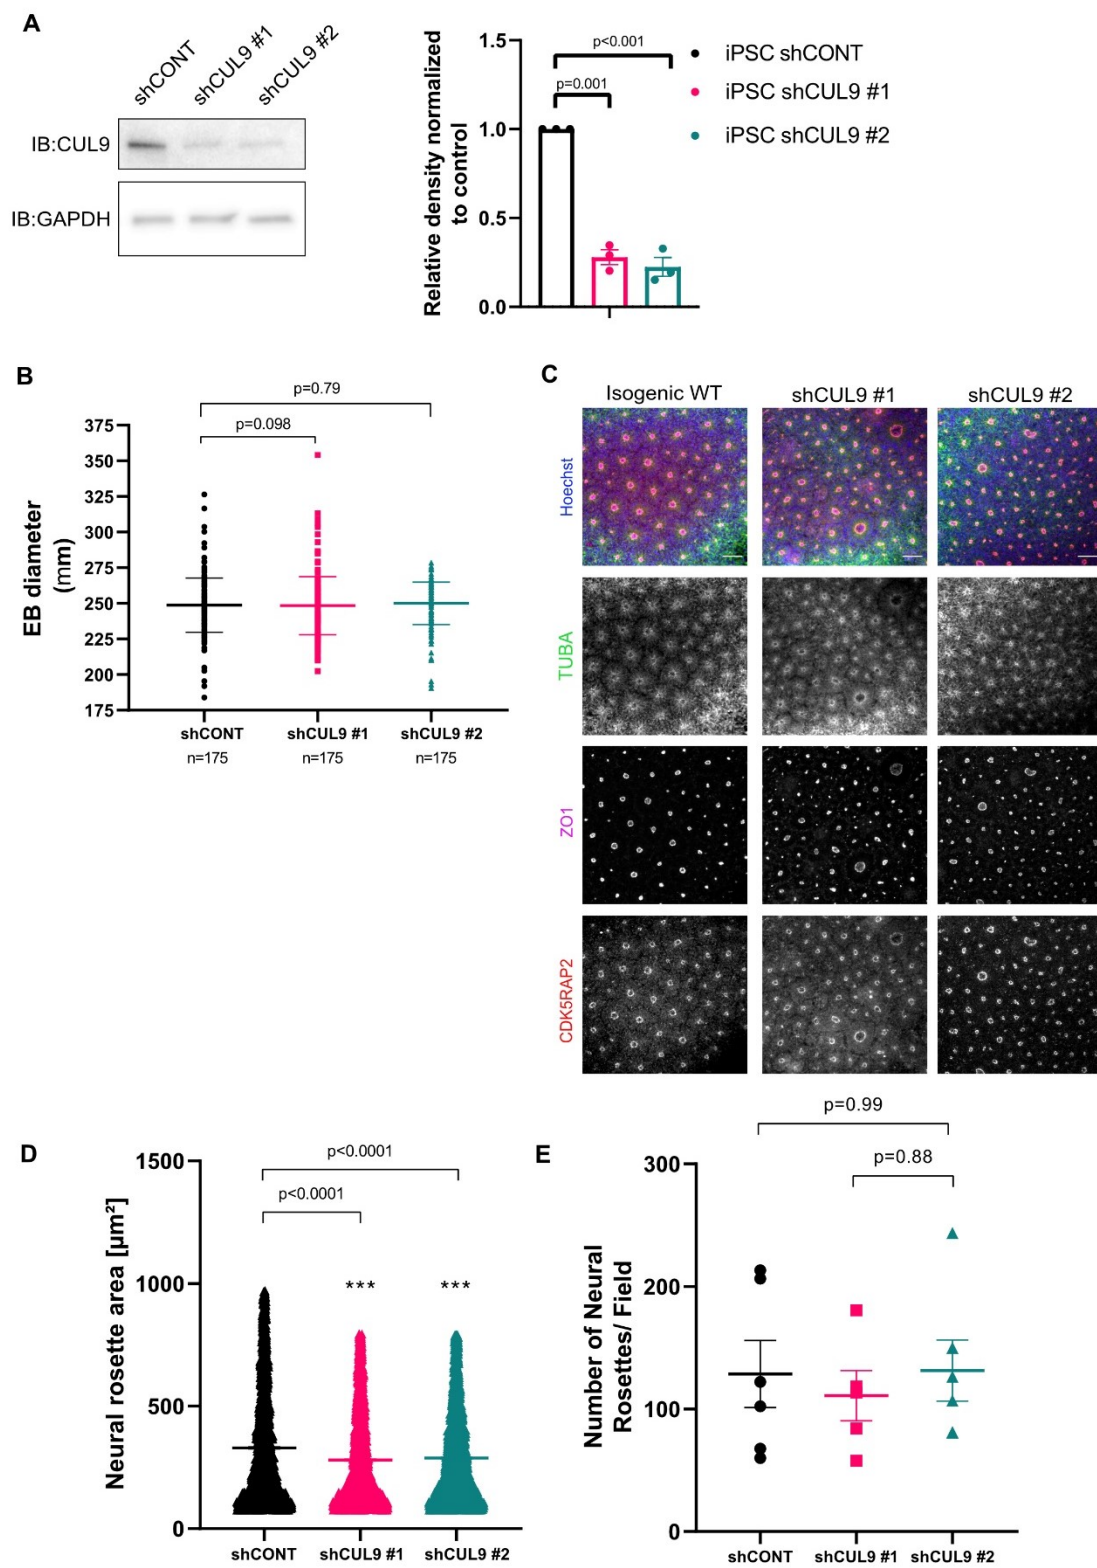 A
shCONT
shCUL9 #1
shCUL9 #2
IB:CUL9
IB:GAPDH
Relative density normalized
to control
1.5
1.0
0.5
0.0
p<0.001
p=0.001
iPSC shCONT
iPSC shCUL9 #1
iPSC shCUL9 #2
B
EB diameter
(mm)
375
350
325
300
275
250
225
200
175
p=0.79
p=0.098
shCONT
shCUL9 #1
shCUL9 #2
n=175
n=175
n=175
C
Isogenic WT
shCUL9 #1
shCUL9 #2
Hoechst
TUBA
ZO1
CDK5RAP2
D
Neural rosette area [µm²]
1500
1000
500
0
p<0.0001
p<0.0001
***
***
shCONT
shCUL9 #1
shCUL9 #2
E
Number of Neural
Rosettes/ Field
300
200
100
0
p=0.99
p=0.88
shCONT
shCUL9 #1
shCUL9 #2